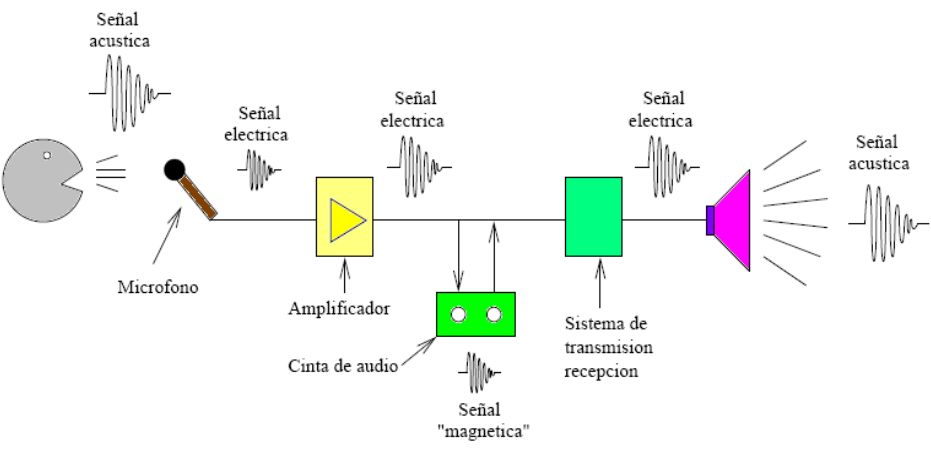 Señal
acustica
Señal
electrica
Señal
electrica
Señal
electrica
Señal
acustica
Microfono
Amplificador
Cinta de audio
Señal
"magnetica"
Sistema de
transmision
recepcion